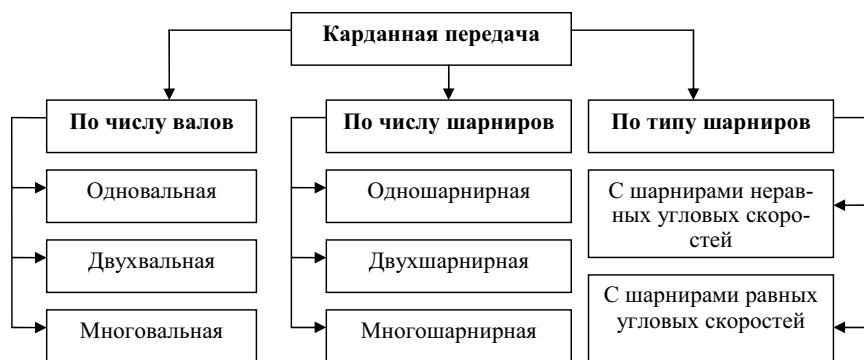 Карданная передача
По числу валов
Одновальная
Двухвальная
Многовальная
По числу шарниров
Одношарнирная
Двухшарнирная
Многошарнирная
По типу шарниров
С шарнирами нерав-
ных угловых скоро-
стей
С шарнирами равных
угловых скоростей